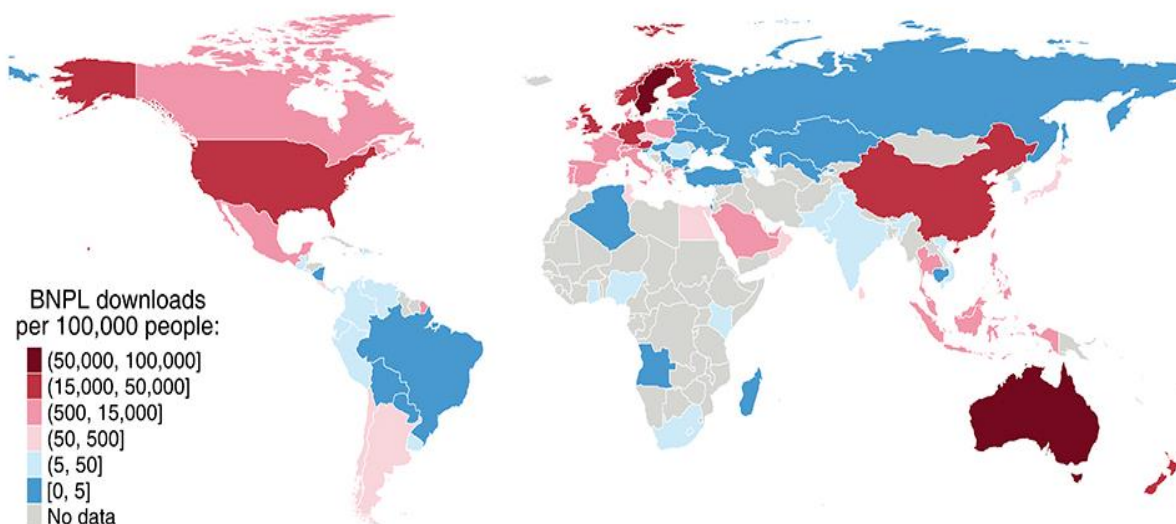 BNPL downloads
per 100,000 people:
(50,000, 100,000]
(15,000, 50,000]
(500, 15,000]
(50, 500]
(5, 50]
[0, 5]
No data